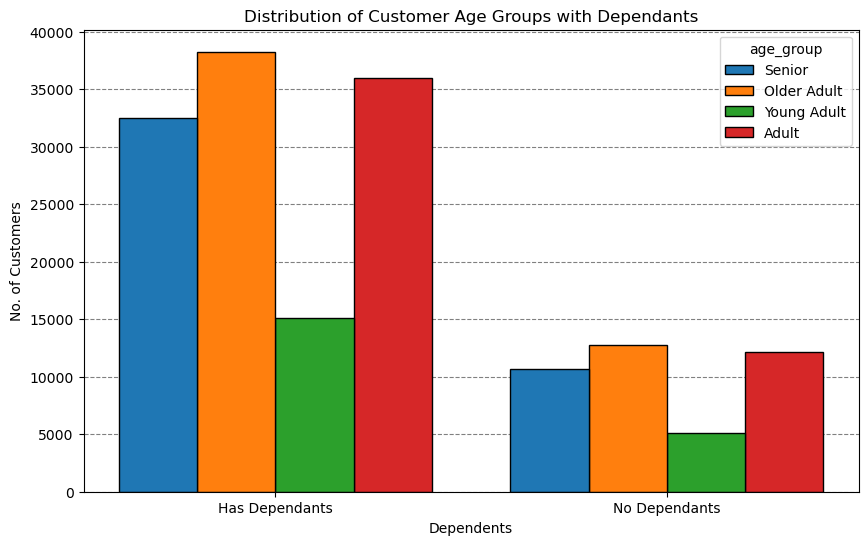 Distribution of Customer Age Groups with Dependants
40000
35000
30000
25000
20000
15000
10000
5000
0
No. of Customers
age_group
Senior
Older Adult
Young Adult
Adult
Has Dependants
No Dependants
Dependents